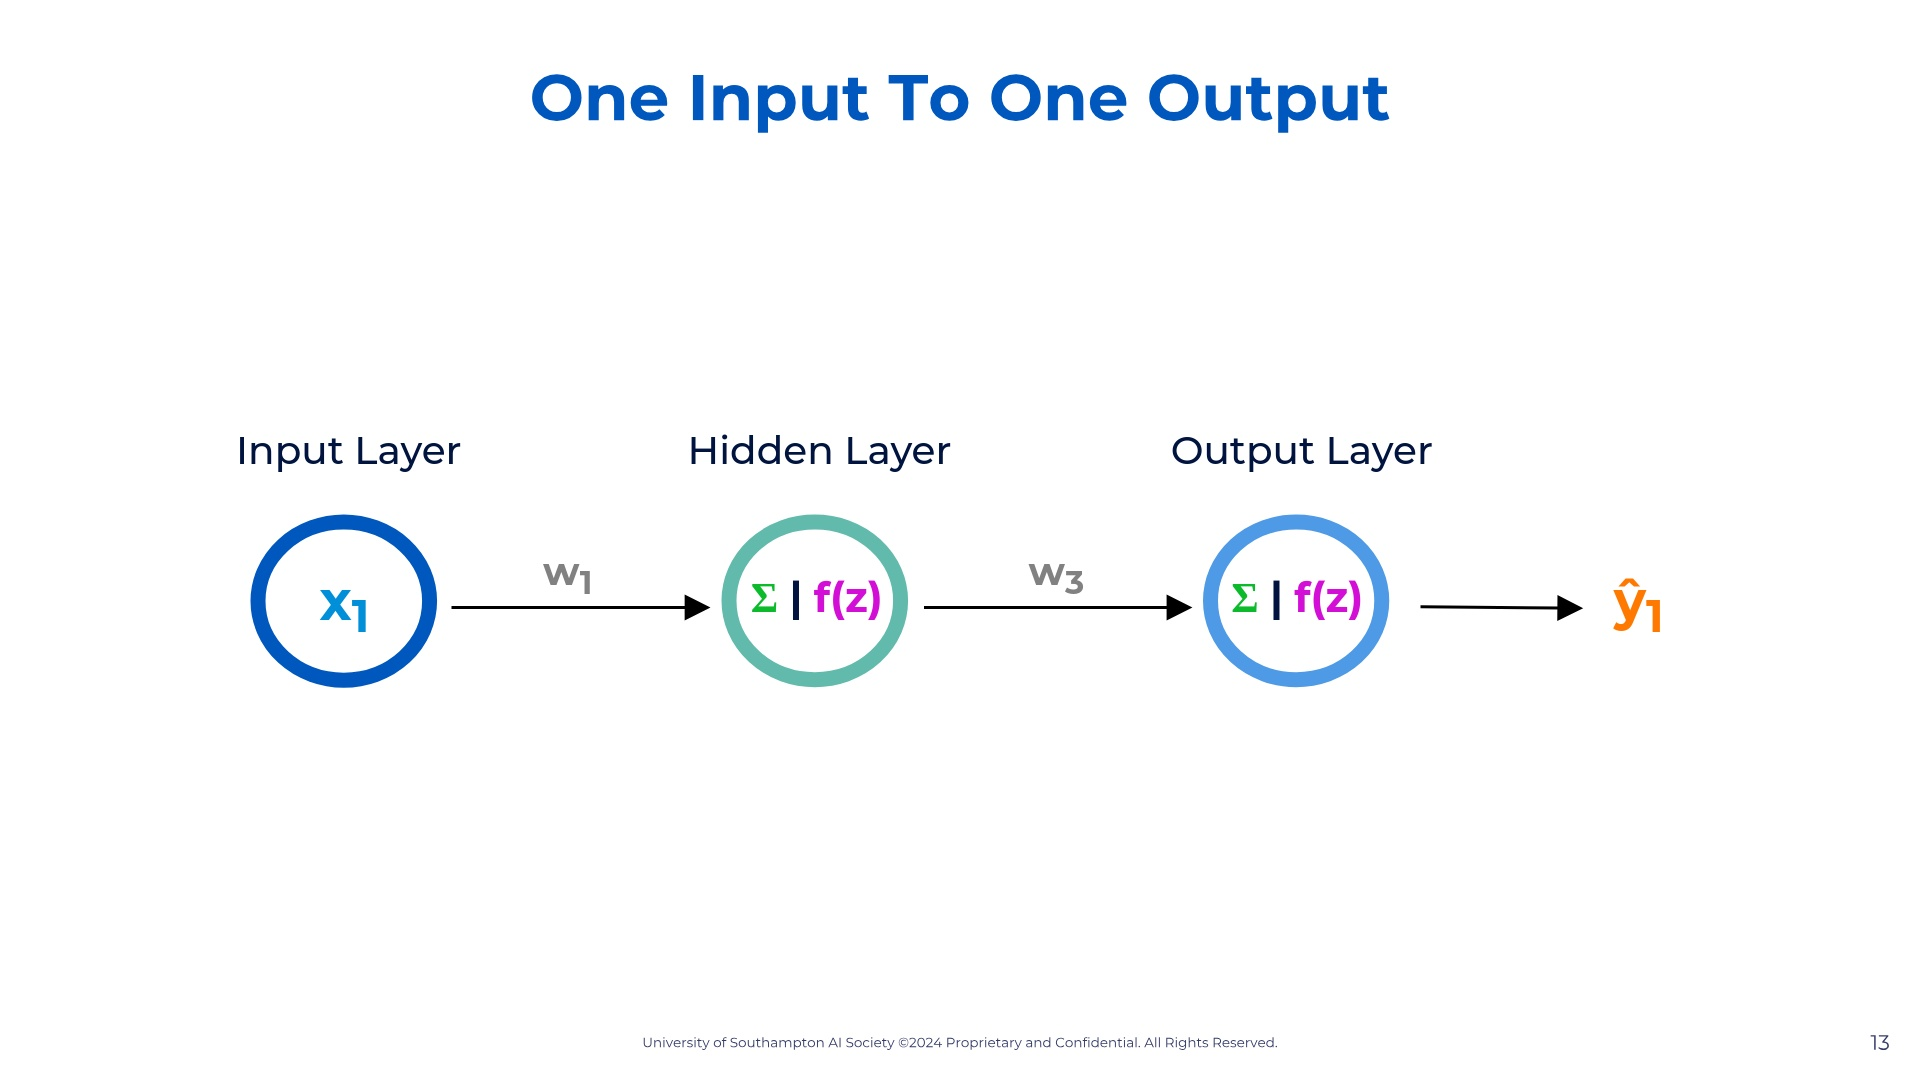 One Input To One Output
Input Layer
Hidden Layer
Output Layer
x₁
w₁
Σ | f(z)
w₃
Σ | f(z)
ŷ₁
University of Southampton AI Society ©2024 Proprietary and Confidential. All Rights Reserved.
13